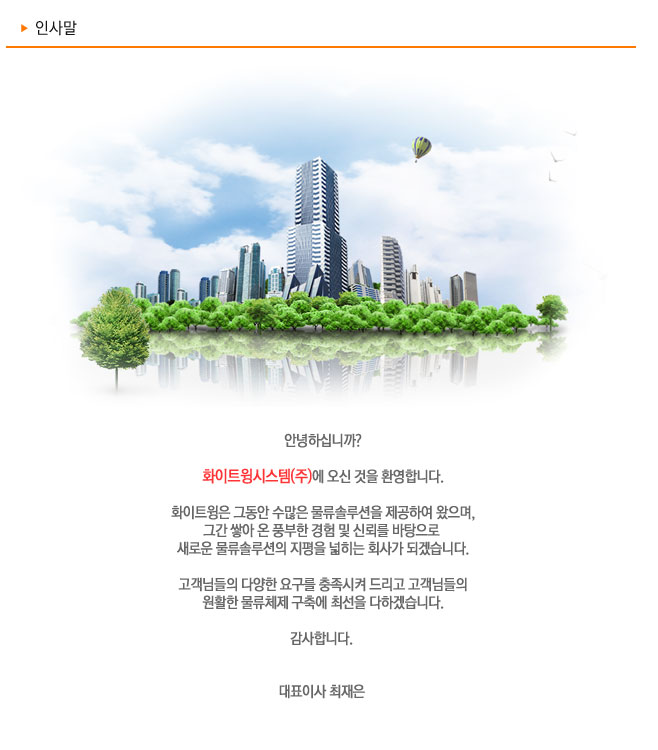 인사말
안녕하십니까?
화이트윙시스템(주)에 오신 것을 환영합니다.
화이트윙은 그동안 수많은 물류솔루션을 제공하여 왔으며,
그간 쌓아 온 풍부한 경험 및 신뢰를 바탕으로
새로운 물류솔루션의 지평을 넓히는 회사가 되겠습니다.
고객님들의 다양한 요구를 충족시켜 드리고 고객님들의
원활한 물류체제 구축에 최선을 다하겠습니다.
감사합니다.
대표이사 최재은